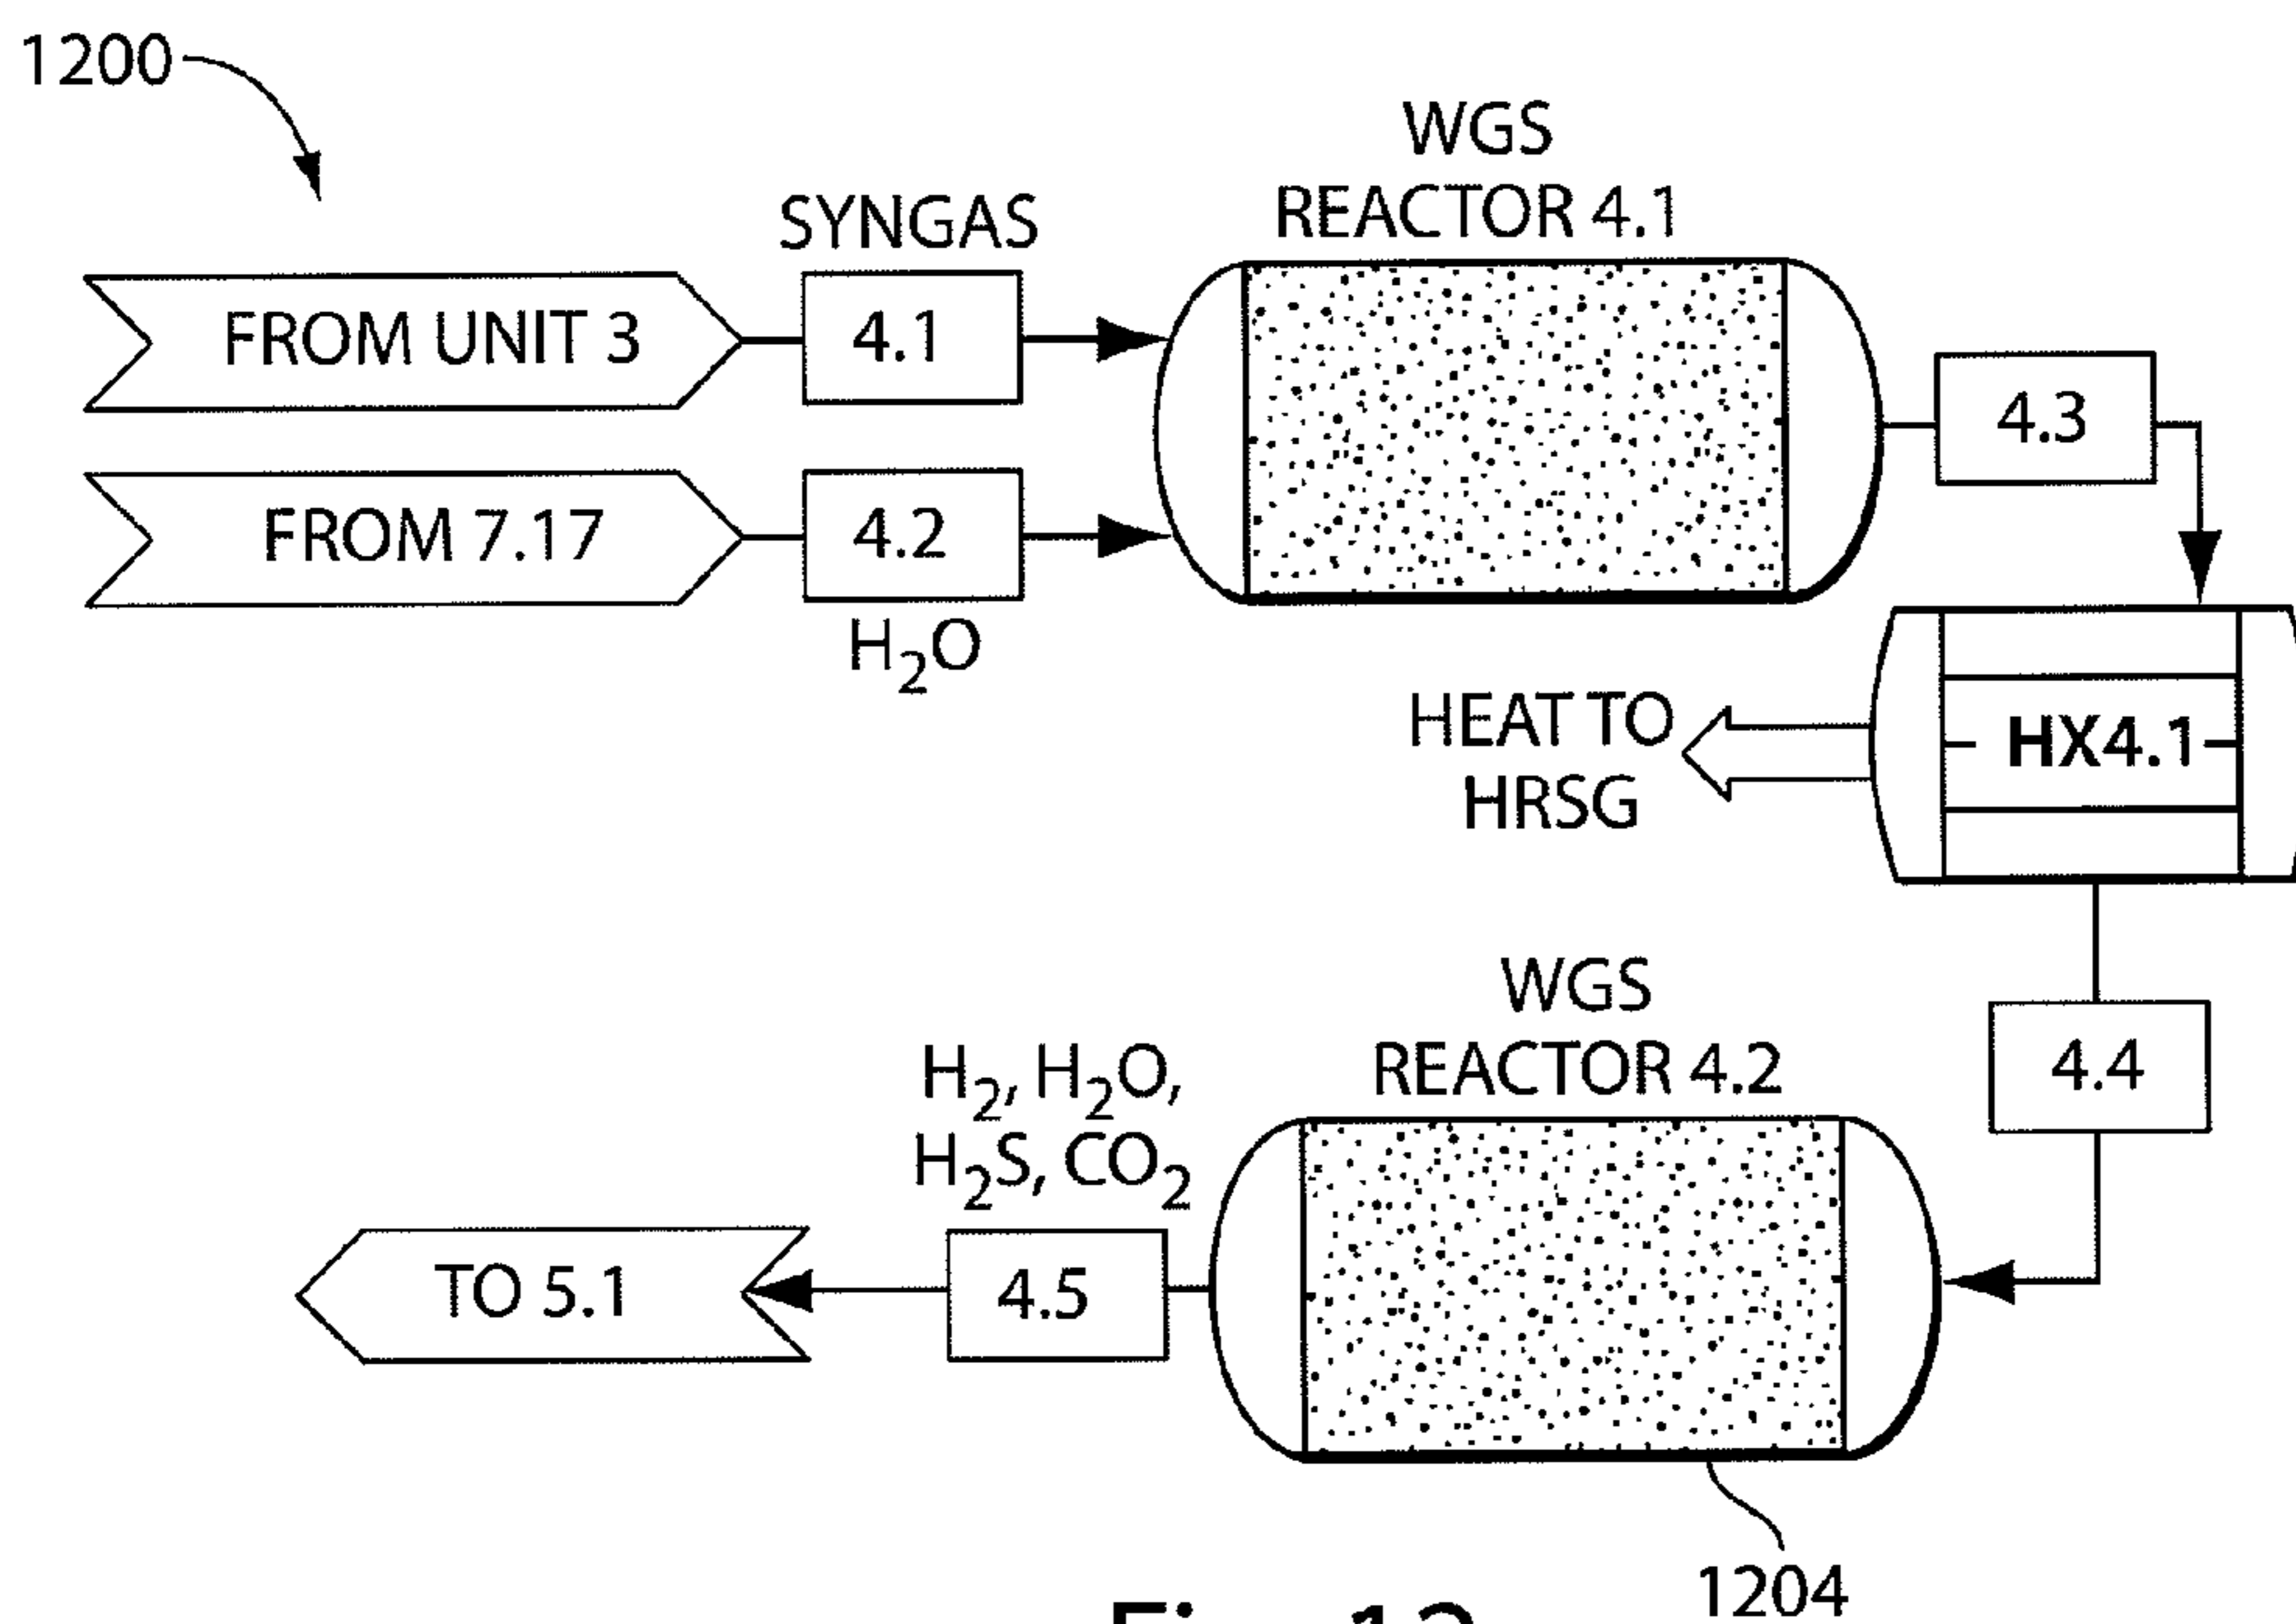 1200
WGS
REACTOR 4.1
SYNGAS
FROM UNIT 3
4.1
4.3
FROM 7.17
4.2
H₂O
HEAT TO
HRSG
HX4.1
WGS
REACTOR 4.2
4.4
H₂, H₂O,
H₂S, CO₂
TO 5.1
4.5
1204